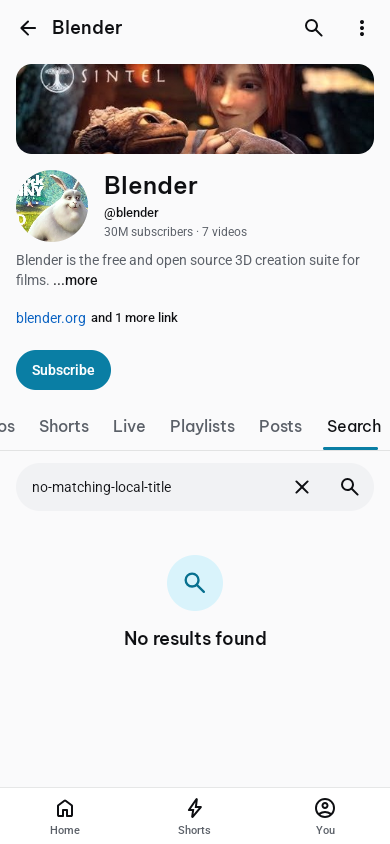 Blender
SINTEL
Blender
@blender
30M subscribers · 7 videos
Blender is the free and open source 3D creation suite for
films. ...more
blender.org and 1 more link
Subscribe
Shorts Live Playlists Posts Search
no-matching-local-title
No results found
Home Shorts You